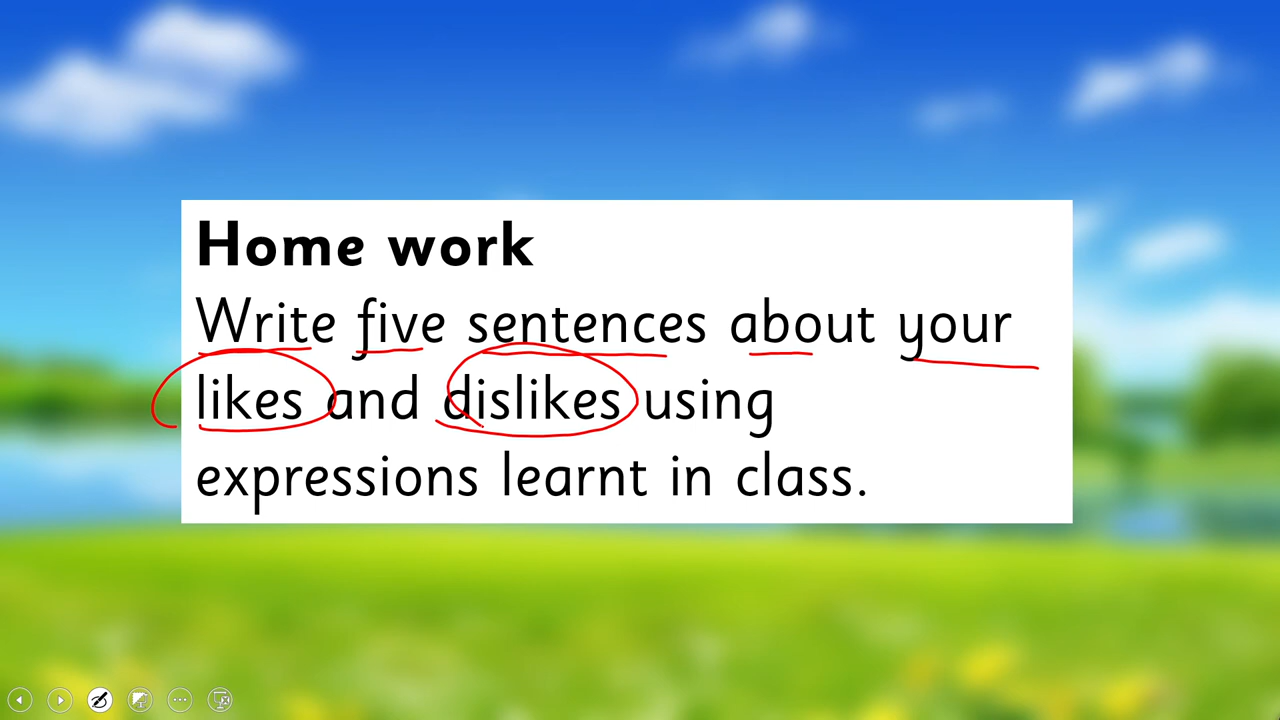 Home work
Write five sentences about your
likes and dislikes using
expressions learnt in class.